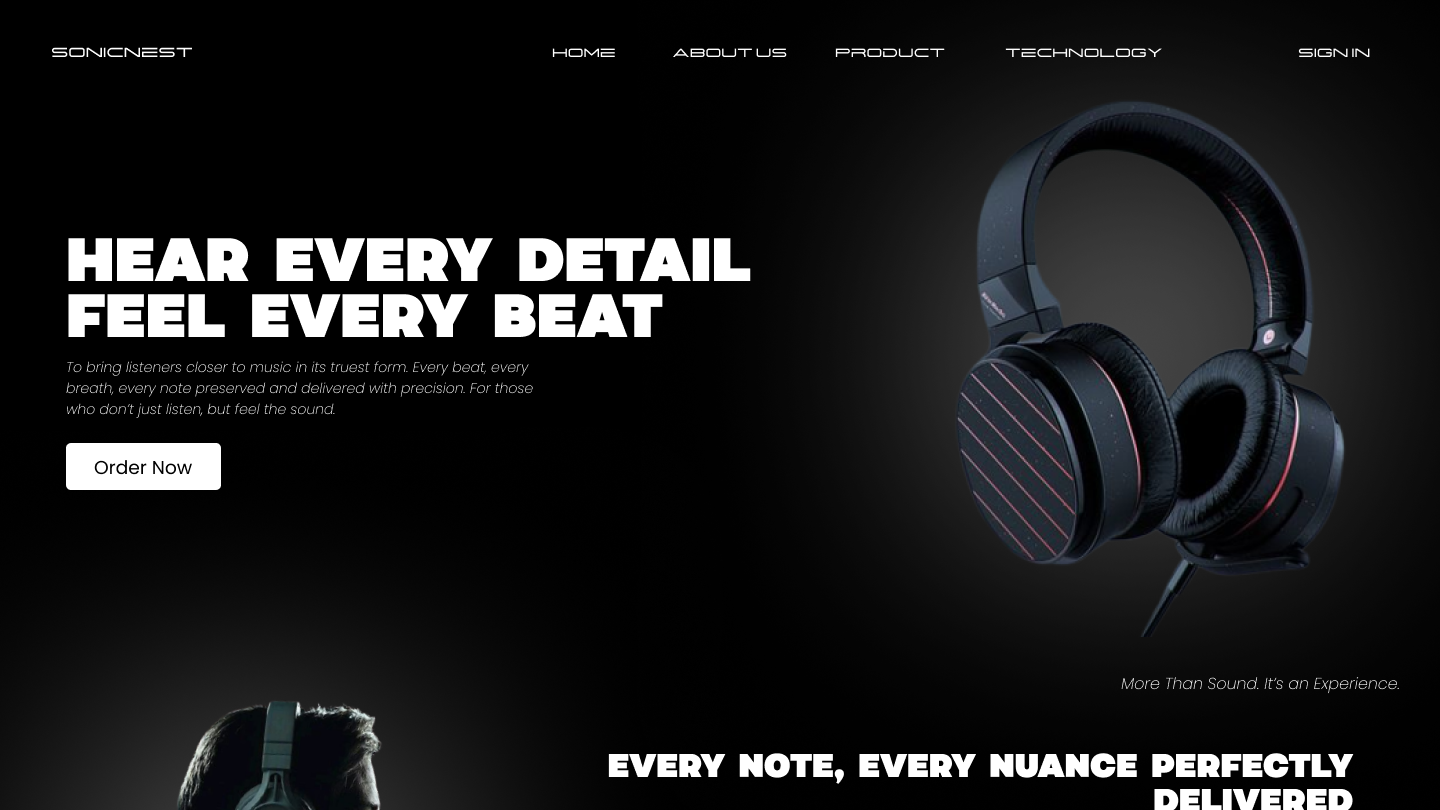 SONICNEST
HOME
ABOUT US
PRODUCT
TECHNOLOGY
SIGN IN
HEAR EVERY DETAIL
FEEL EVERY BEAT
To bring listeners closer to music in its truest form. Every beat, every
breath, every note preserved and delivered with precision. For those
who don't just listen, but feel the sound.
Order Now
More Than Sound. It's an Experience.
EVERY NOTE, EVERY NUANCE PERFECTLY
DELIVERED